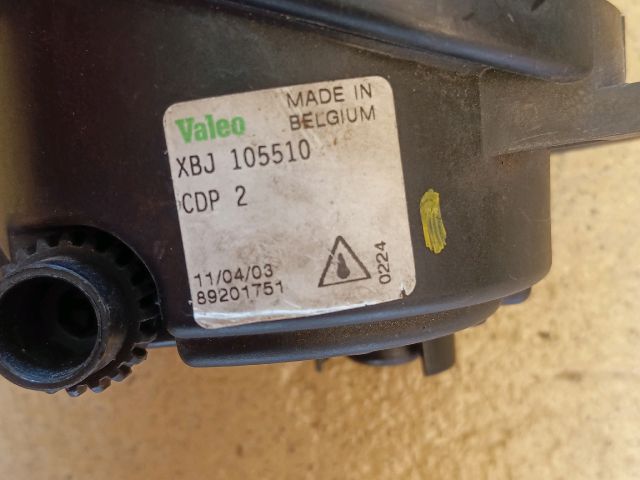 Valeo
MADE IN
BELGIUM
XBJ 105510
CDP 2
11/04/03
89201751
0224